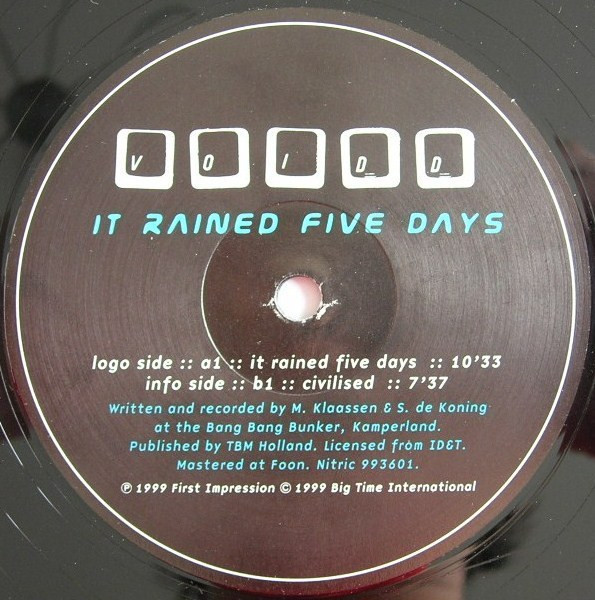 V O I D_ D_
IT RAINED FIVE DAYS
logo side :: a1 :: it rained five days :: 10'33
info side :: b1 :: civilised :: 7'37
Written and recorded by M. Klaassen & S. de Koning
at the Bang Bang Bunker, Kamperland.
Published by TBM Holland. Licensed from ID&T.
Mastered at Foon. Nitric 993601.
℗ 1999 First Impression © 1999 Big Time International